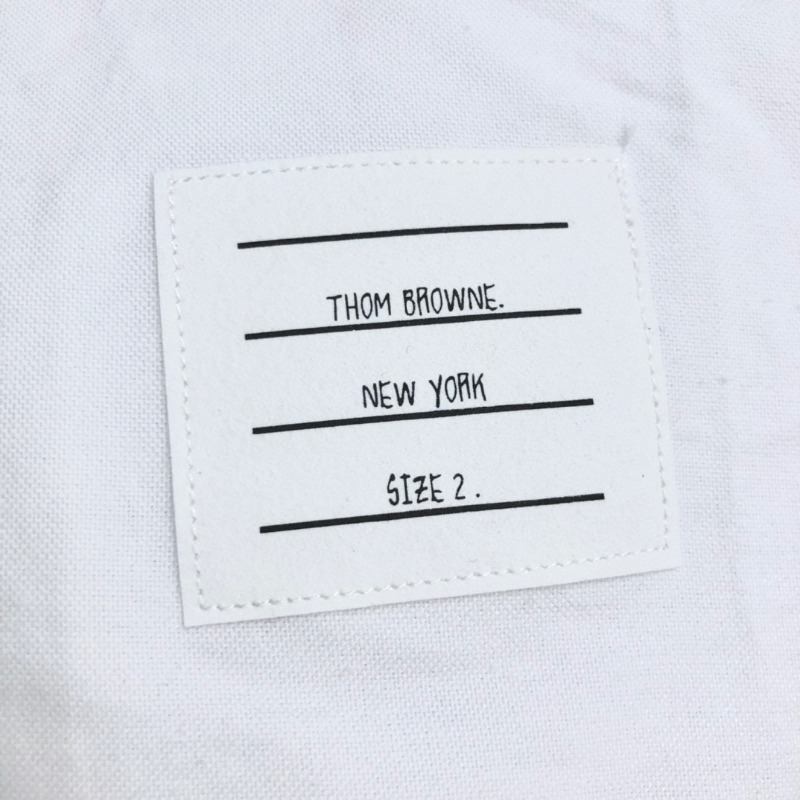 THOM BROWNE.
NEW YORK
SIZE 2.